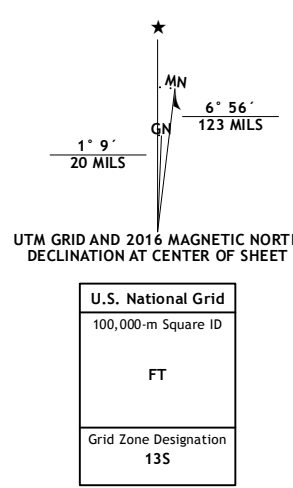 MN
6° 56´
123 MILS
GN
1° 9´
20 MILS
UTM GRID AND 2016 MAGNETIC NORTH
DECLINATION AT CENTER OF SHEET
U.S. National Grid
100,000-m Square ID
FT
Grid Zone Designation
13S